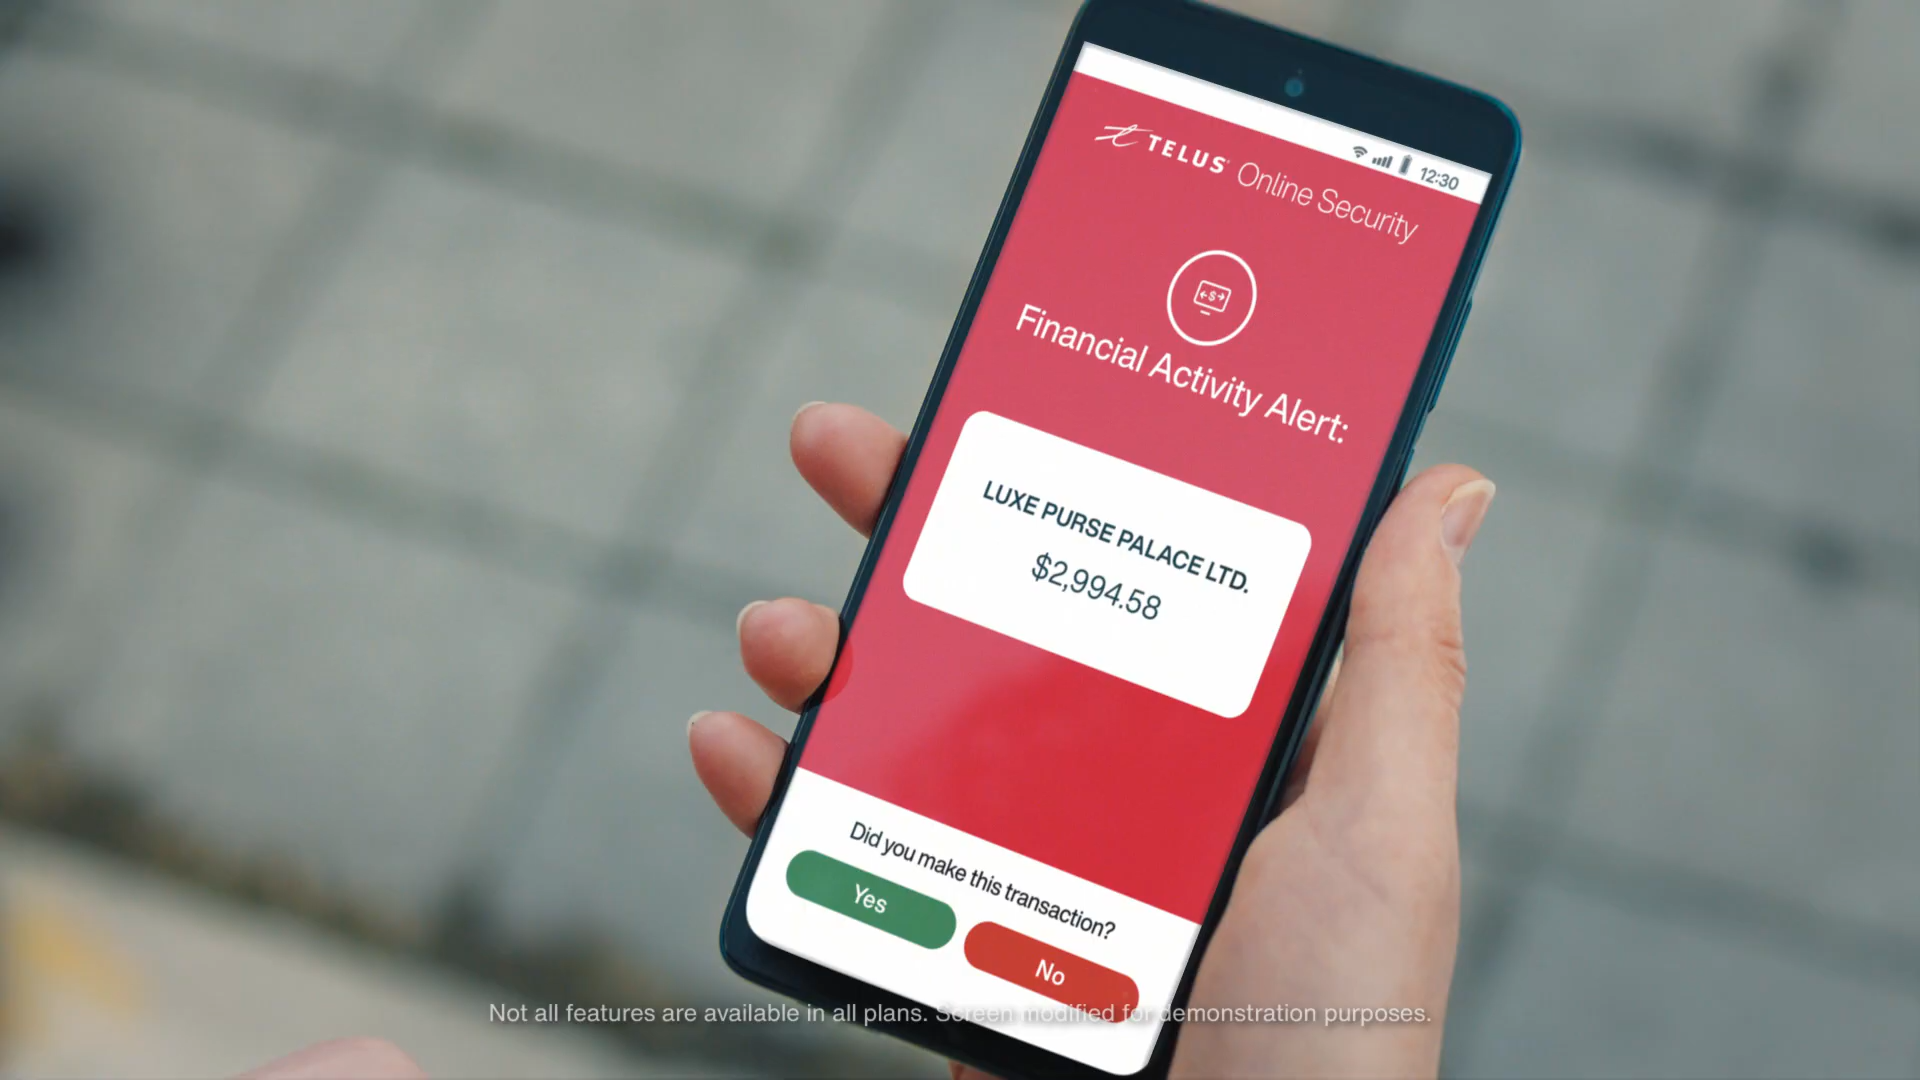 12:30
TELUS Online Security
Financial Activity Alert:
LUXE PURSE PALACE LTD.
$2,994.58
Did you make this transaction?
Yes
No
Not all features are available in all plans. Screen modified for demonstration purposes.